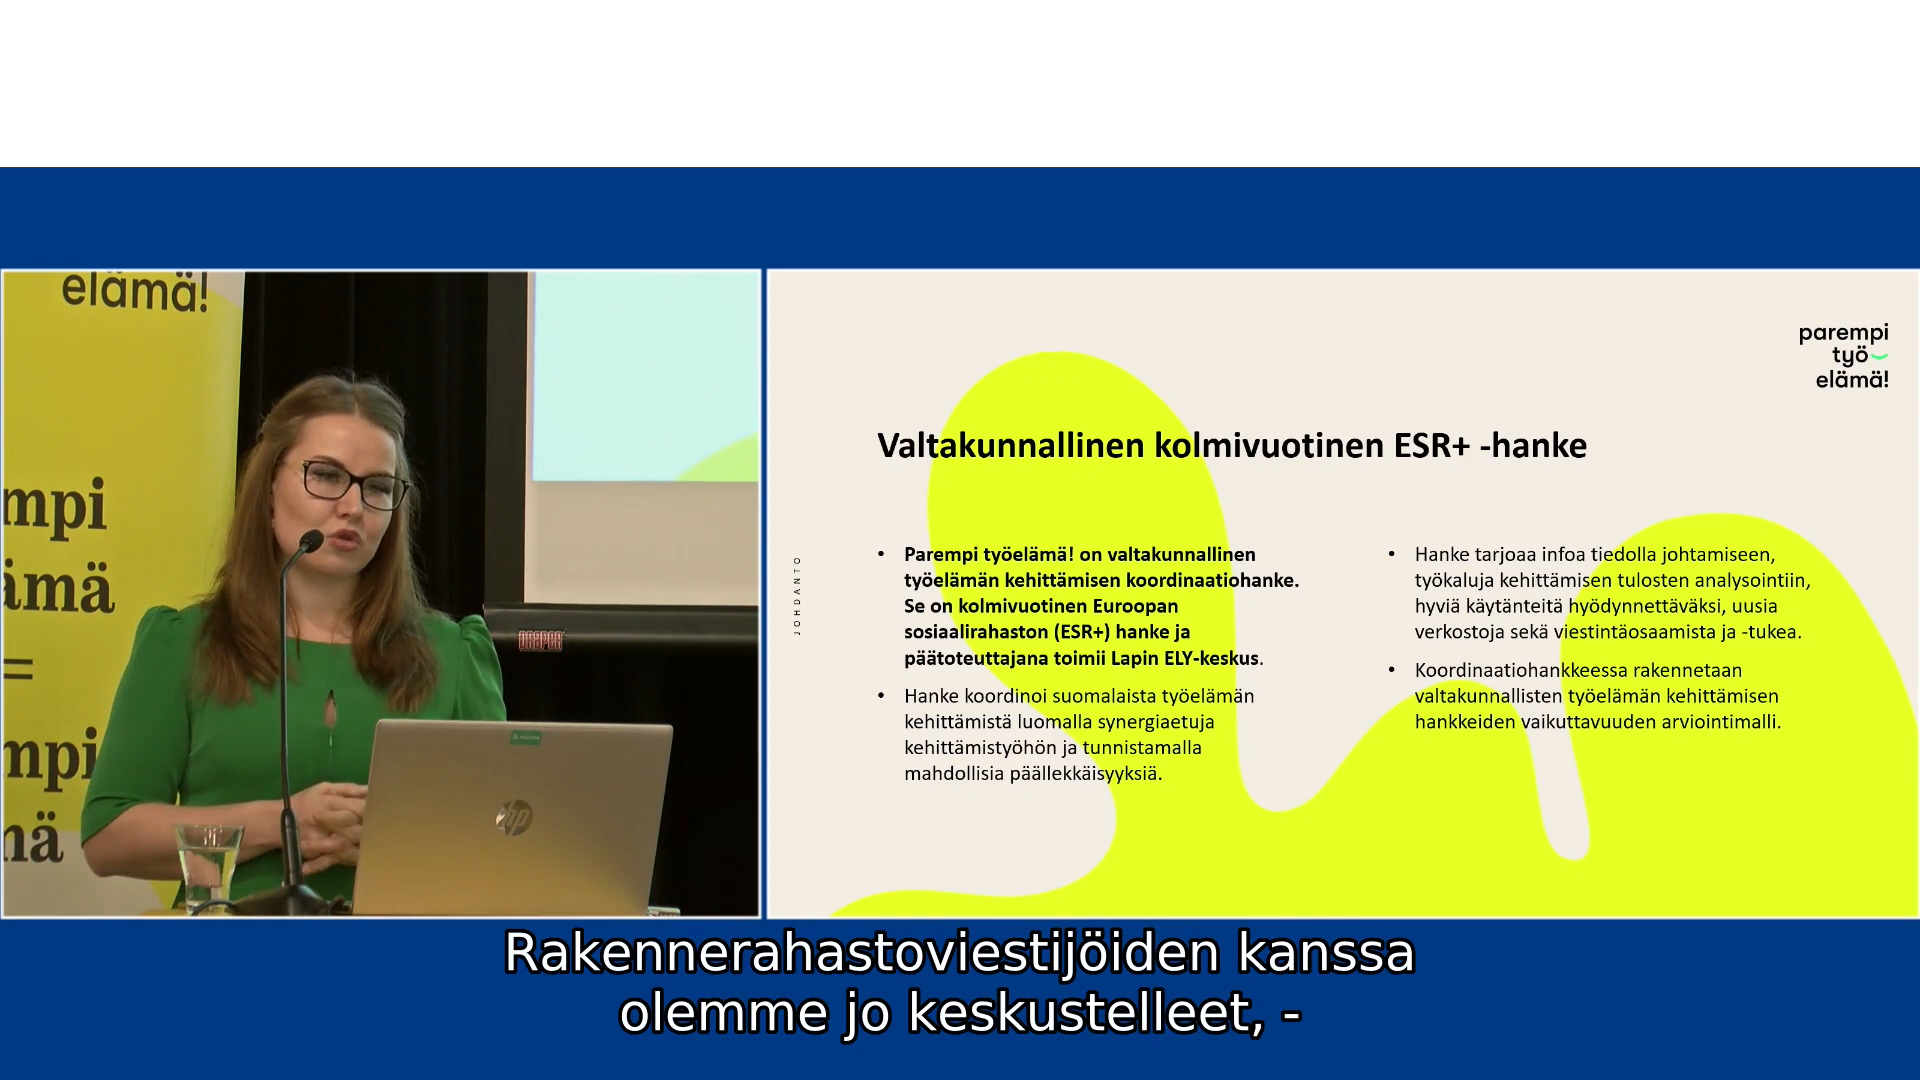 elämä!
mpi
ämä
=
mpi
mä
DRAPER
hp
parempi
työ
elämä!
Valtakunnallinen kolmivuotinen ESR+ -hanke
JOHDANTO
• Parempi työelämä! on valtakunnallinen
työelämän kehittämisen koordinaatiohanke.
Se on kolmivuotinen Euroopan
sosiaalirahaston (ESR+) hanke ja
päätoteuttajana toimii Lapin ELY-keskus.
• Hanke koordinoi suomalaista työelämän
kehittämistä luomalla synergiaetuja
kehittämistyöhön ja tunnistamalla
mahdollisia päällekkäisyyksiä.
• Hanke tarjoaa infoa tiedolla johtamiseen,
työkaluja kehittämisen tulosten analysointiin,
hyviä käytänteitä hyödynnettäväksi, uusia
verkostoja sekä viestintäosaamista ja -tukea.
• Koordinaatiohankkeessa rakennetaan
valtakunnallisten työelämän kehittämisen
hankkeiden vaikuttavuuden arviointimalli.
Rakennerahastoviestijöiden kanssa
olemme jo keskustelleet, -